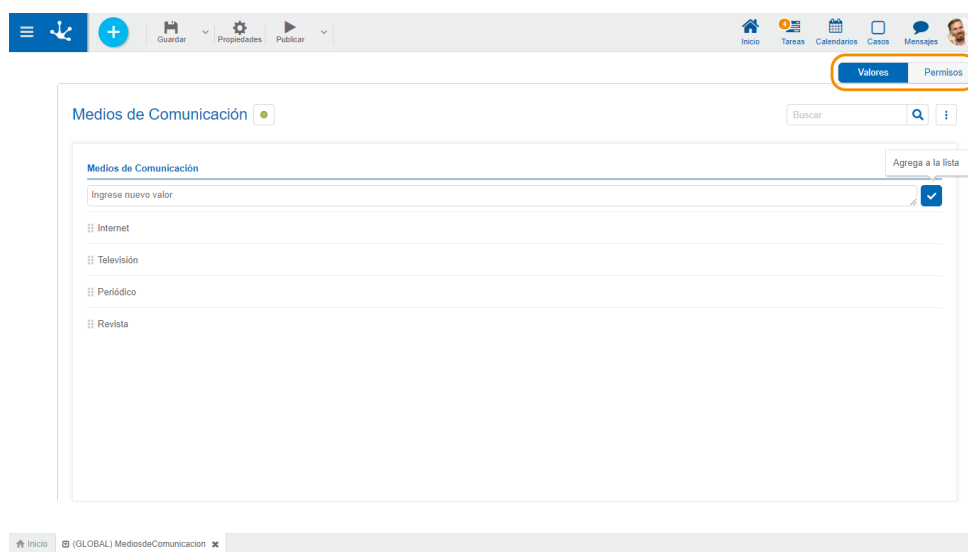 Guardar
Propiedades
Publicar
Inicio
4
Tareas
Calendarios
Casos
Mensajes
Valores
Permisos
Medios de Comunicación
Buscar
Agrega a la lista
Medios de Comunicación
Ingrese nuevo valor
Internet
Televisión
Periódico
Revista
Inicio
(GLOBAL) MediosdeComunicacion